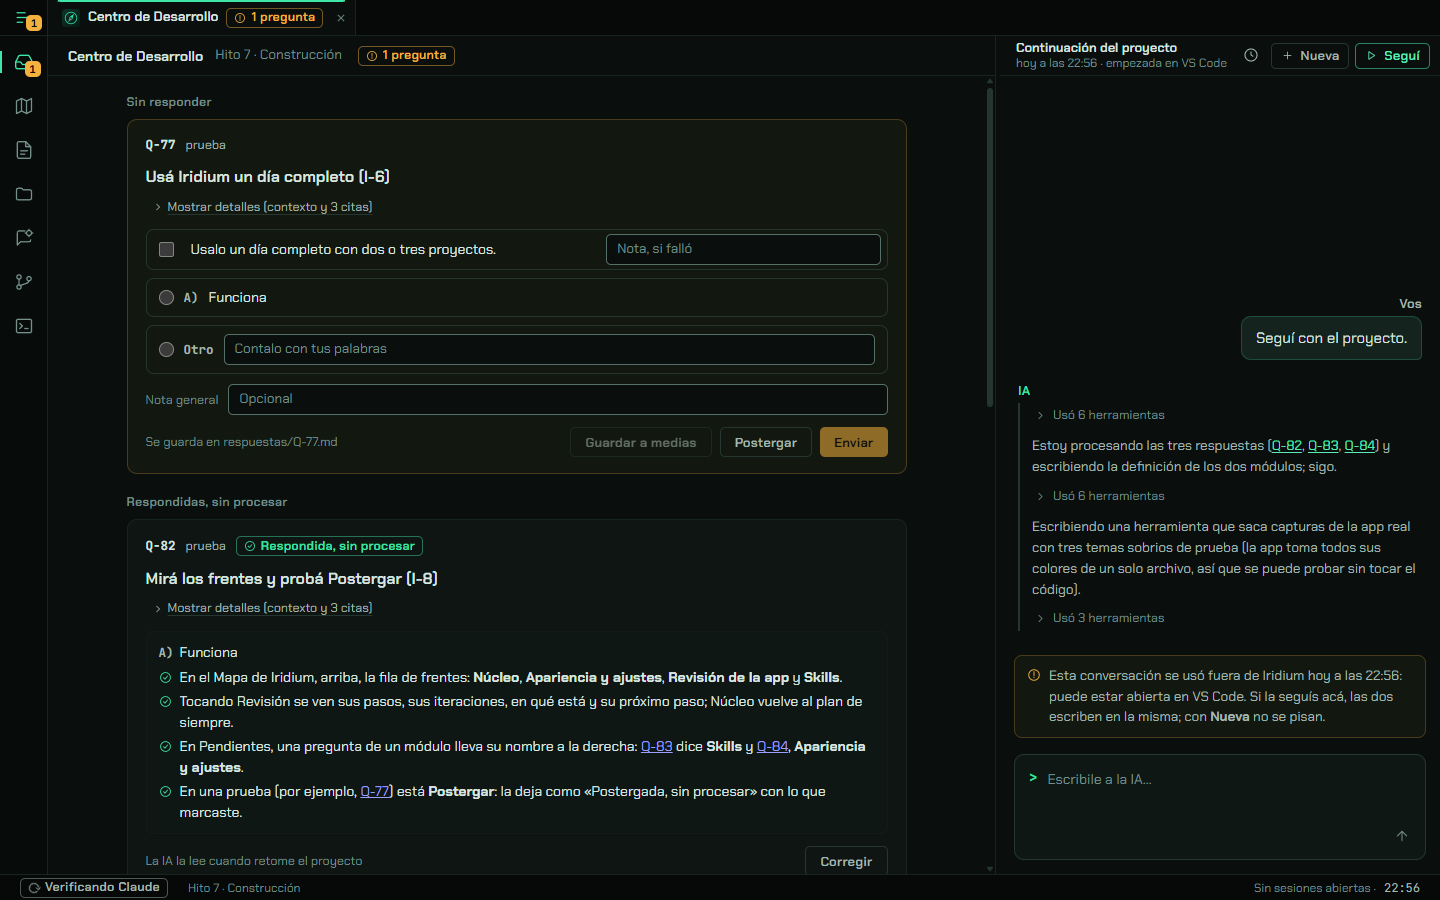 1
Centro de Desarrollo
1 pregunta
×
1
Centro de Desarrollo
Hito 7 · Construcción
1 pregunta
Sin responder
Q-77 prueba
Usá Iridium un día completo (I-6)
Mostrar detalles (contexto y 3 citas)
Usalo un día completo con dos o tres proyectos.
Nota, si falló
A) Funciona
Otro Contalo con tus palabras
Nota general Opcional
Se guarda en respuestas/Q-77.md
Guardar a medias
Postergar
Enviar
Respondidas, sin procesar
Q-82 prueba Respondida, sin procesar
Mirá los frentes y probá Postergar (I-8)
Mostrar detalles (contexto y 3 citas)
A) Funciona
En el Mapa de Iridium, arriba, la fila de frentes: Núcleo, Apariencia y ajustes, Revisión de la app y Skills.
Tocando Revisión se ven sus pasos, sus iteraciones, en qué está y su próximo paso; Núcleo vuelve al plan de
siempre.
En Pendientes, una pregunta de un módulo lleva su nombre a la derecha: Q-83 dice Skills y Q-84, Apariencia
y ajustes.
En una prueba (por ejemplo, Q-77) está Postergar: la deja como «Postergada, sin procesar» con lo que
marcaste.
La IA la lee cuando retome el proyecto
Corregir
Continuación del proyecto
hoy a las 22:56 · empezada en VS Code
+ Nueva
Seguí
Vos
Seguí con el proyecto.
IA
Usó 6 herramientas
Estoy procesando las tres respuestas (Q-82, Q-83, Q-84) y
escribiendo la definición de los dos módulos; sigo.
Usó 6 herramientas
Escribiendo una herramienta que saca capturas de la app real
con tres temas sobrios de prueba (la app toma todos sus
colores de un solo archivo, así que se puede probar sin tocar el
código).
Usó 3 herramientas
Esta conversación se usó fuera de Iridium hoy a las 22:56:
puede estar abierta en VS Code. Si la seguís acá, las dos
escriben en la misma; con Nueva no se pisan.
> Escribile a la IA...
Verificando Claude
Hito 7 · Construcción
Sin sesiones abiertas · 22:56